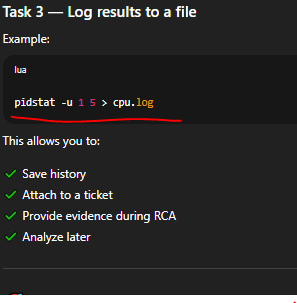 Task 3 — Log results to a file
Example:
lua
pidstat -u 1 5 > cpu.log
This allows you to:
✓ Save history
✓ Attach to a ticket
✓ Provide evidence during RCA
✓ Analyze later